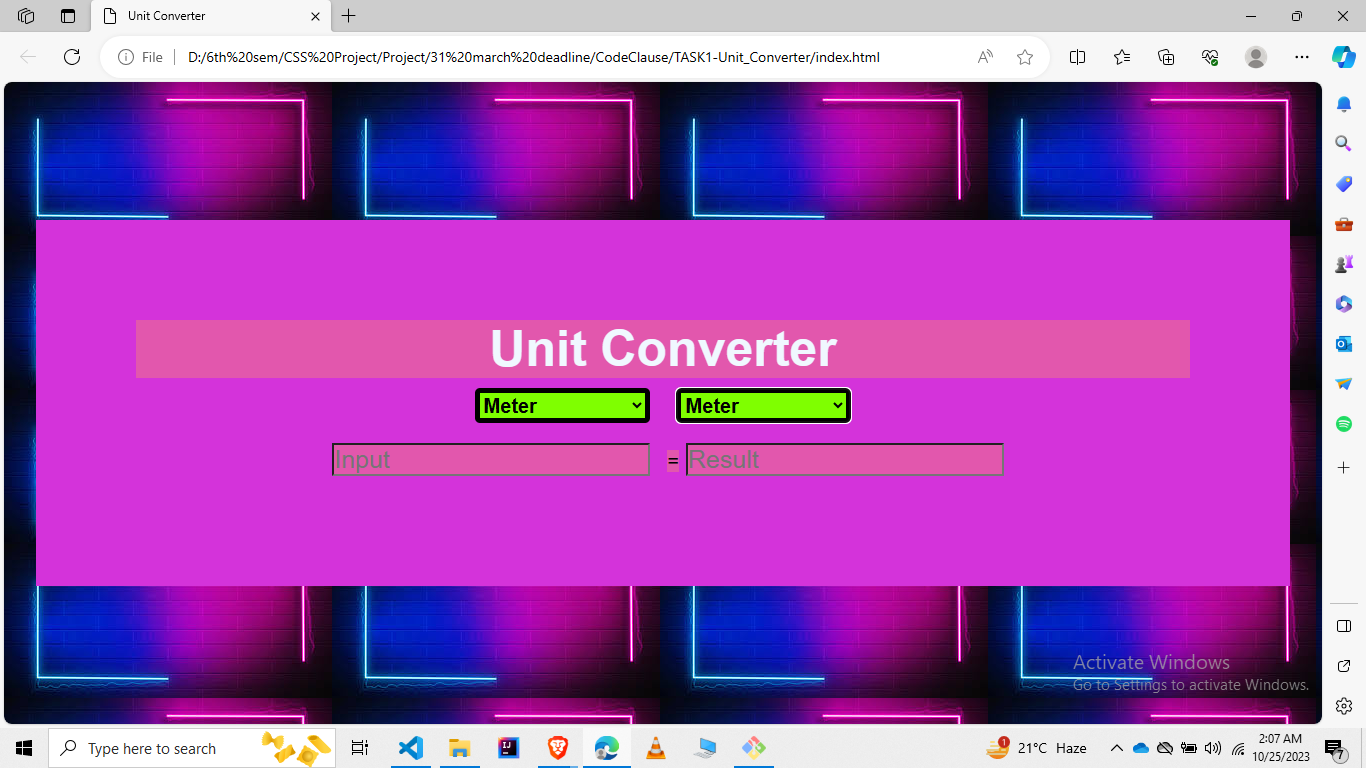 Unit Converter
File
D:/6th%20sem/CSS%20Project/Project/31%20march%20deadline/CodeClause/TASK1-Unit_Converter/index.html
Unit Converter
Meter Meter
Input = Result
Activate Windows
Go to Settings to activate Windows.
Type here to search
1
21°C Haze
2:07 AM
10/25/2023
7